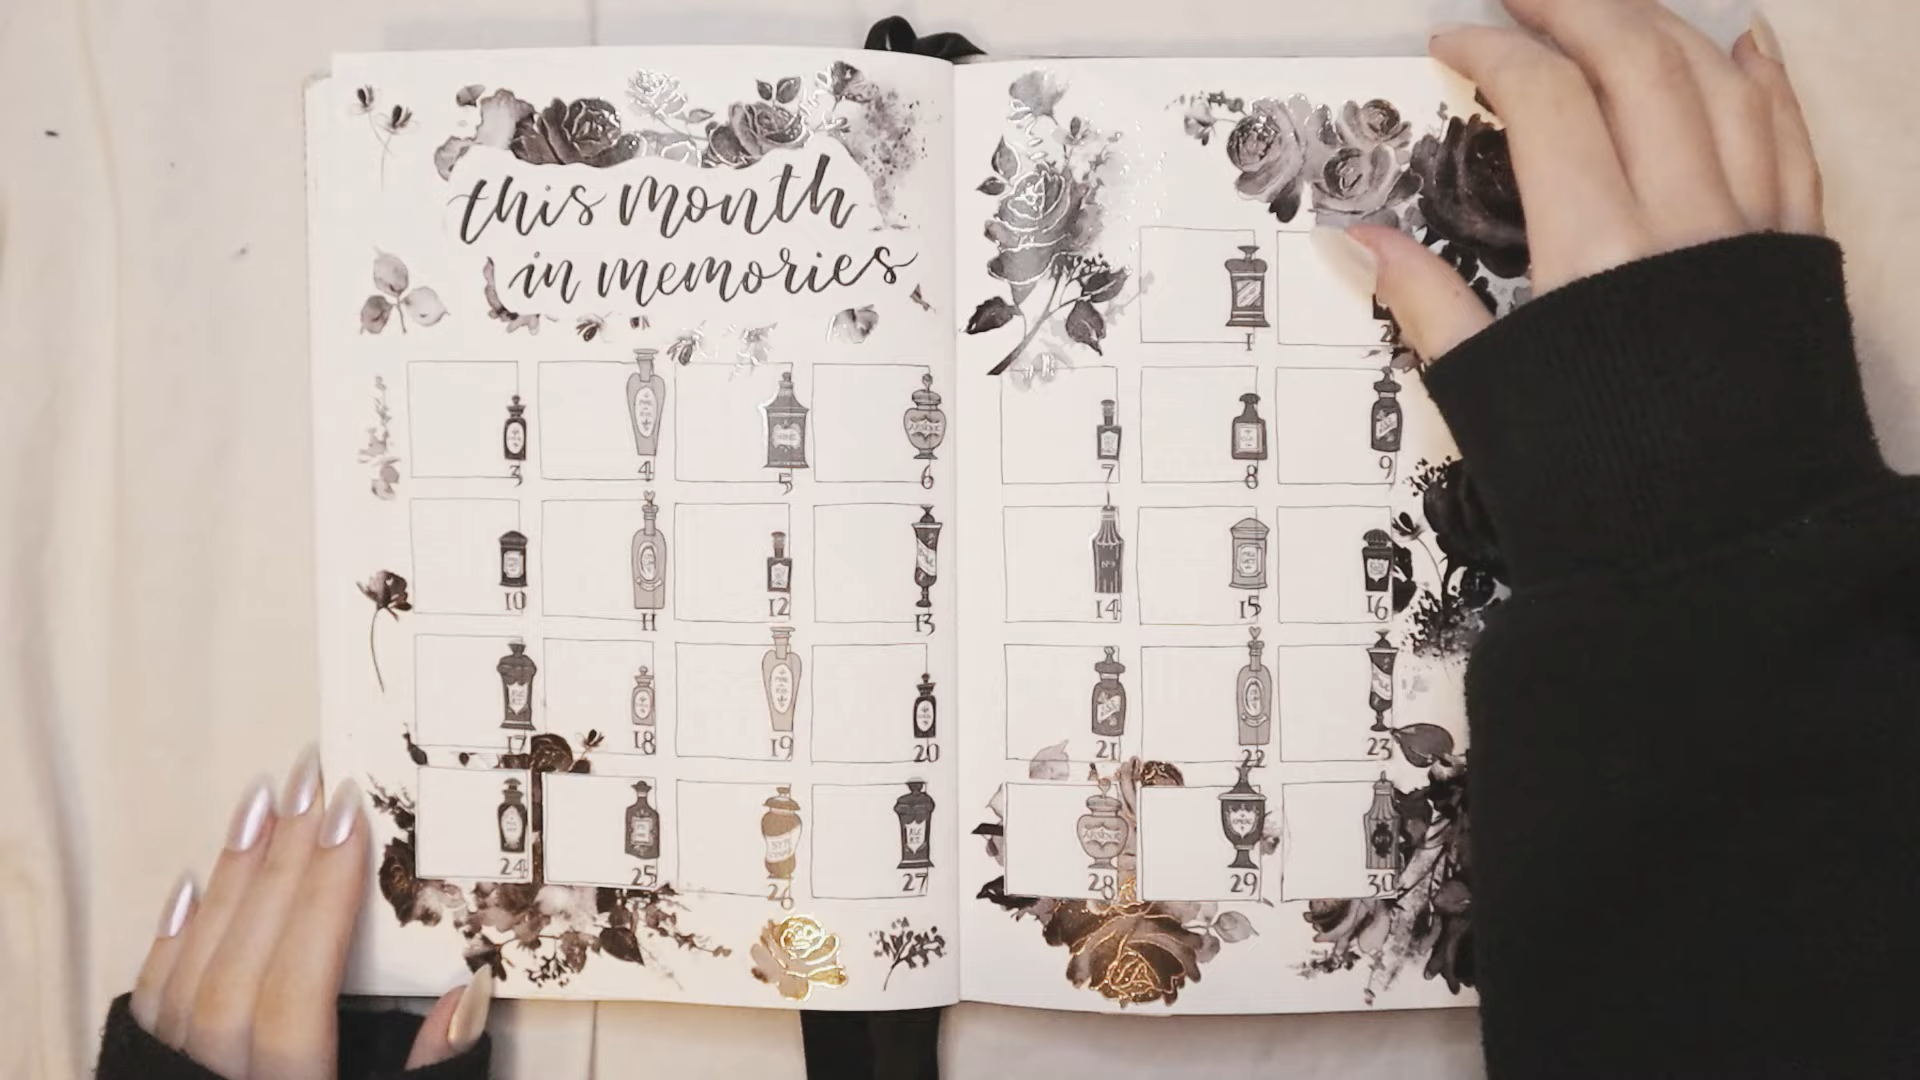 this month
in memories
1 2
3 4 5 6 7 8 9
10 11 12 13 14 15 16
17 18 19 20 21 22 23
24 25 26 27 28 29 30